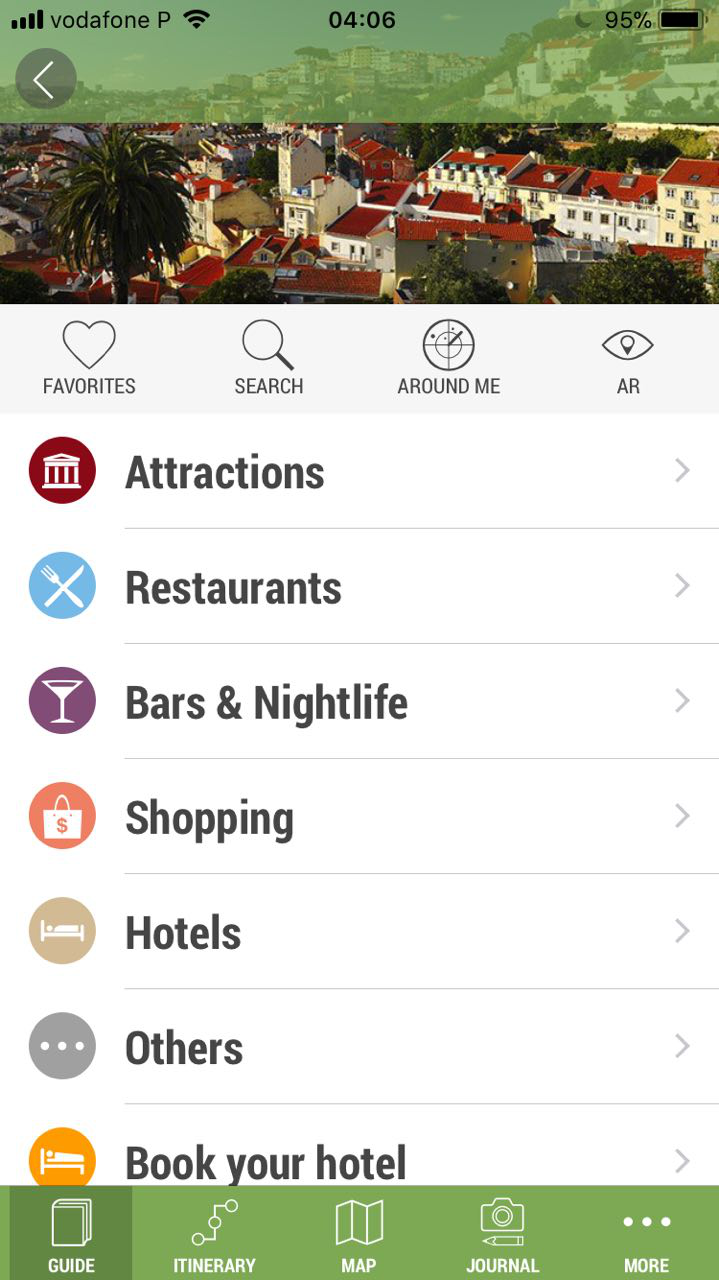 vodafone P 04:06 95%
FAVORITES SEARCH AROUND ME AR
Attractions
Restaurants
Bars & Nightlife
Shopping
$
Hotels
Others
Book your hotel
GUIDE ITINERARY MAP JOURNAL MORE